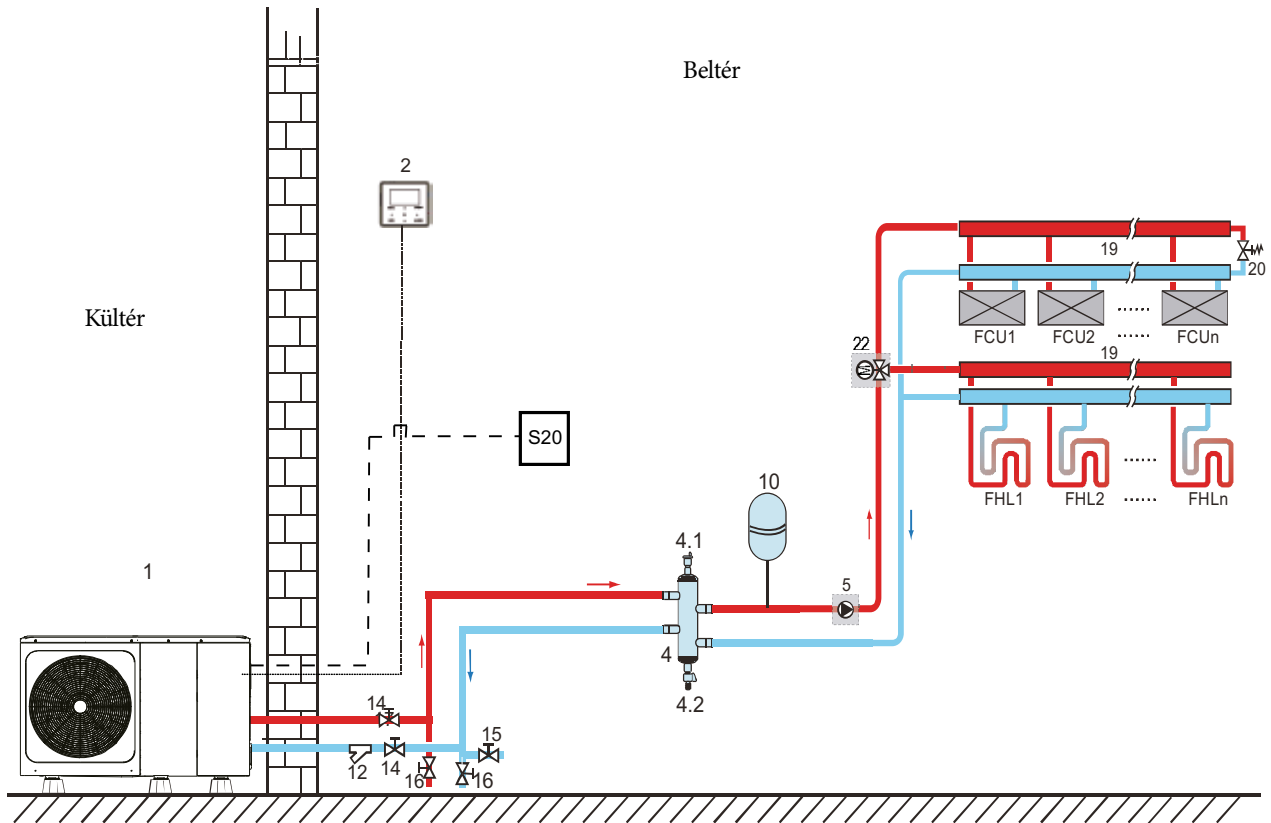 Beltér
2
19
20
Kültér
FCU1
FCU2
......
......
FCUn
22
19
S20
......
......
FHL1
FHL2
FHLn
10
4.1
1
5
4
4.2
14
15
12
14
16
16